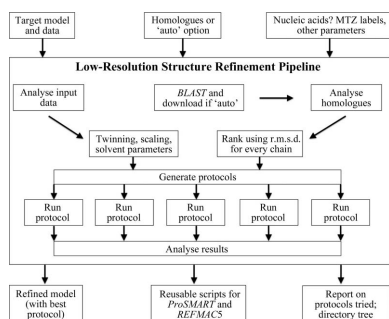 Target model
and data
Homologues or
‘auto’ option
Nucleic acids? MTZ labels,
other parameters
Low-Resolution Structure Refinement Pipeline
Analyse input
data
BLAST and
download if ‘auto’
Analyse
homologues
Twinning, scaling,
solvent parameters
Rank using r.m.s.d.
for every chain
Generate protocols
Run
protocol
Run
protocol
Run
protocol
Run
protocol
Run
protocol
Analyse results
Refined model
(with best
protocol)
Reusable scripts for
ProSMART and
REFMAC5
Report on
protocols tried;
directory tree